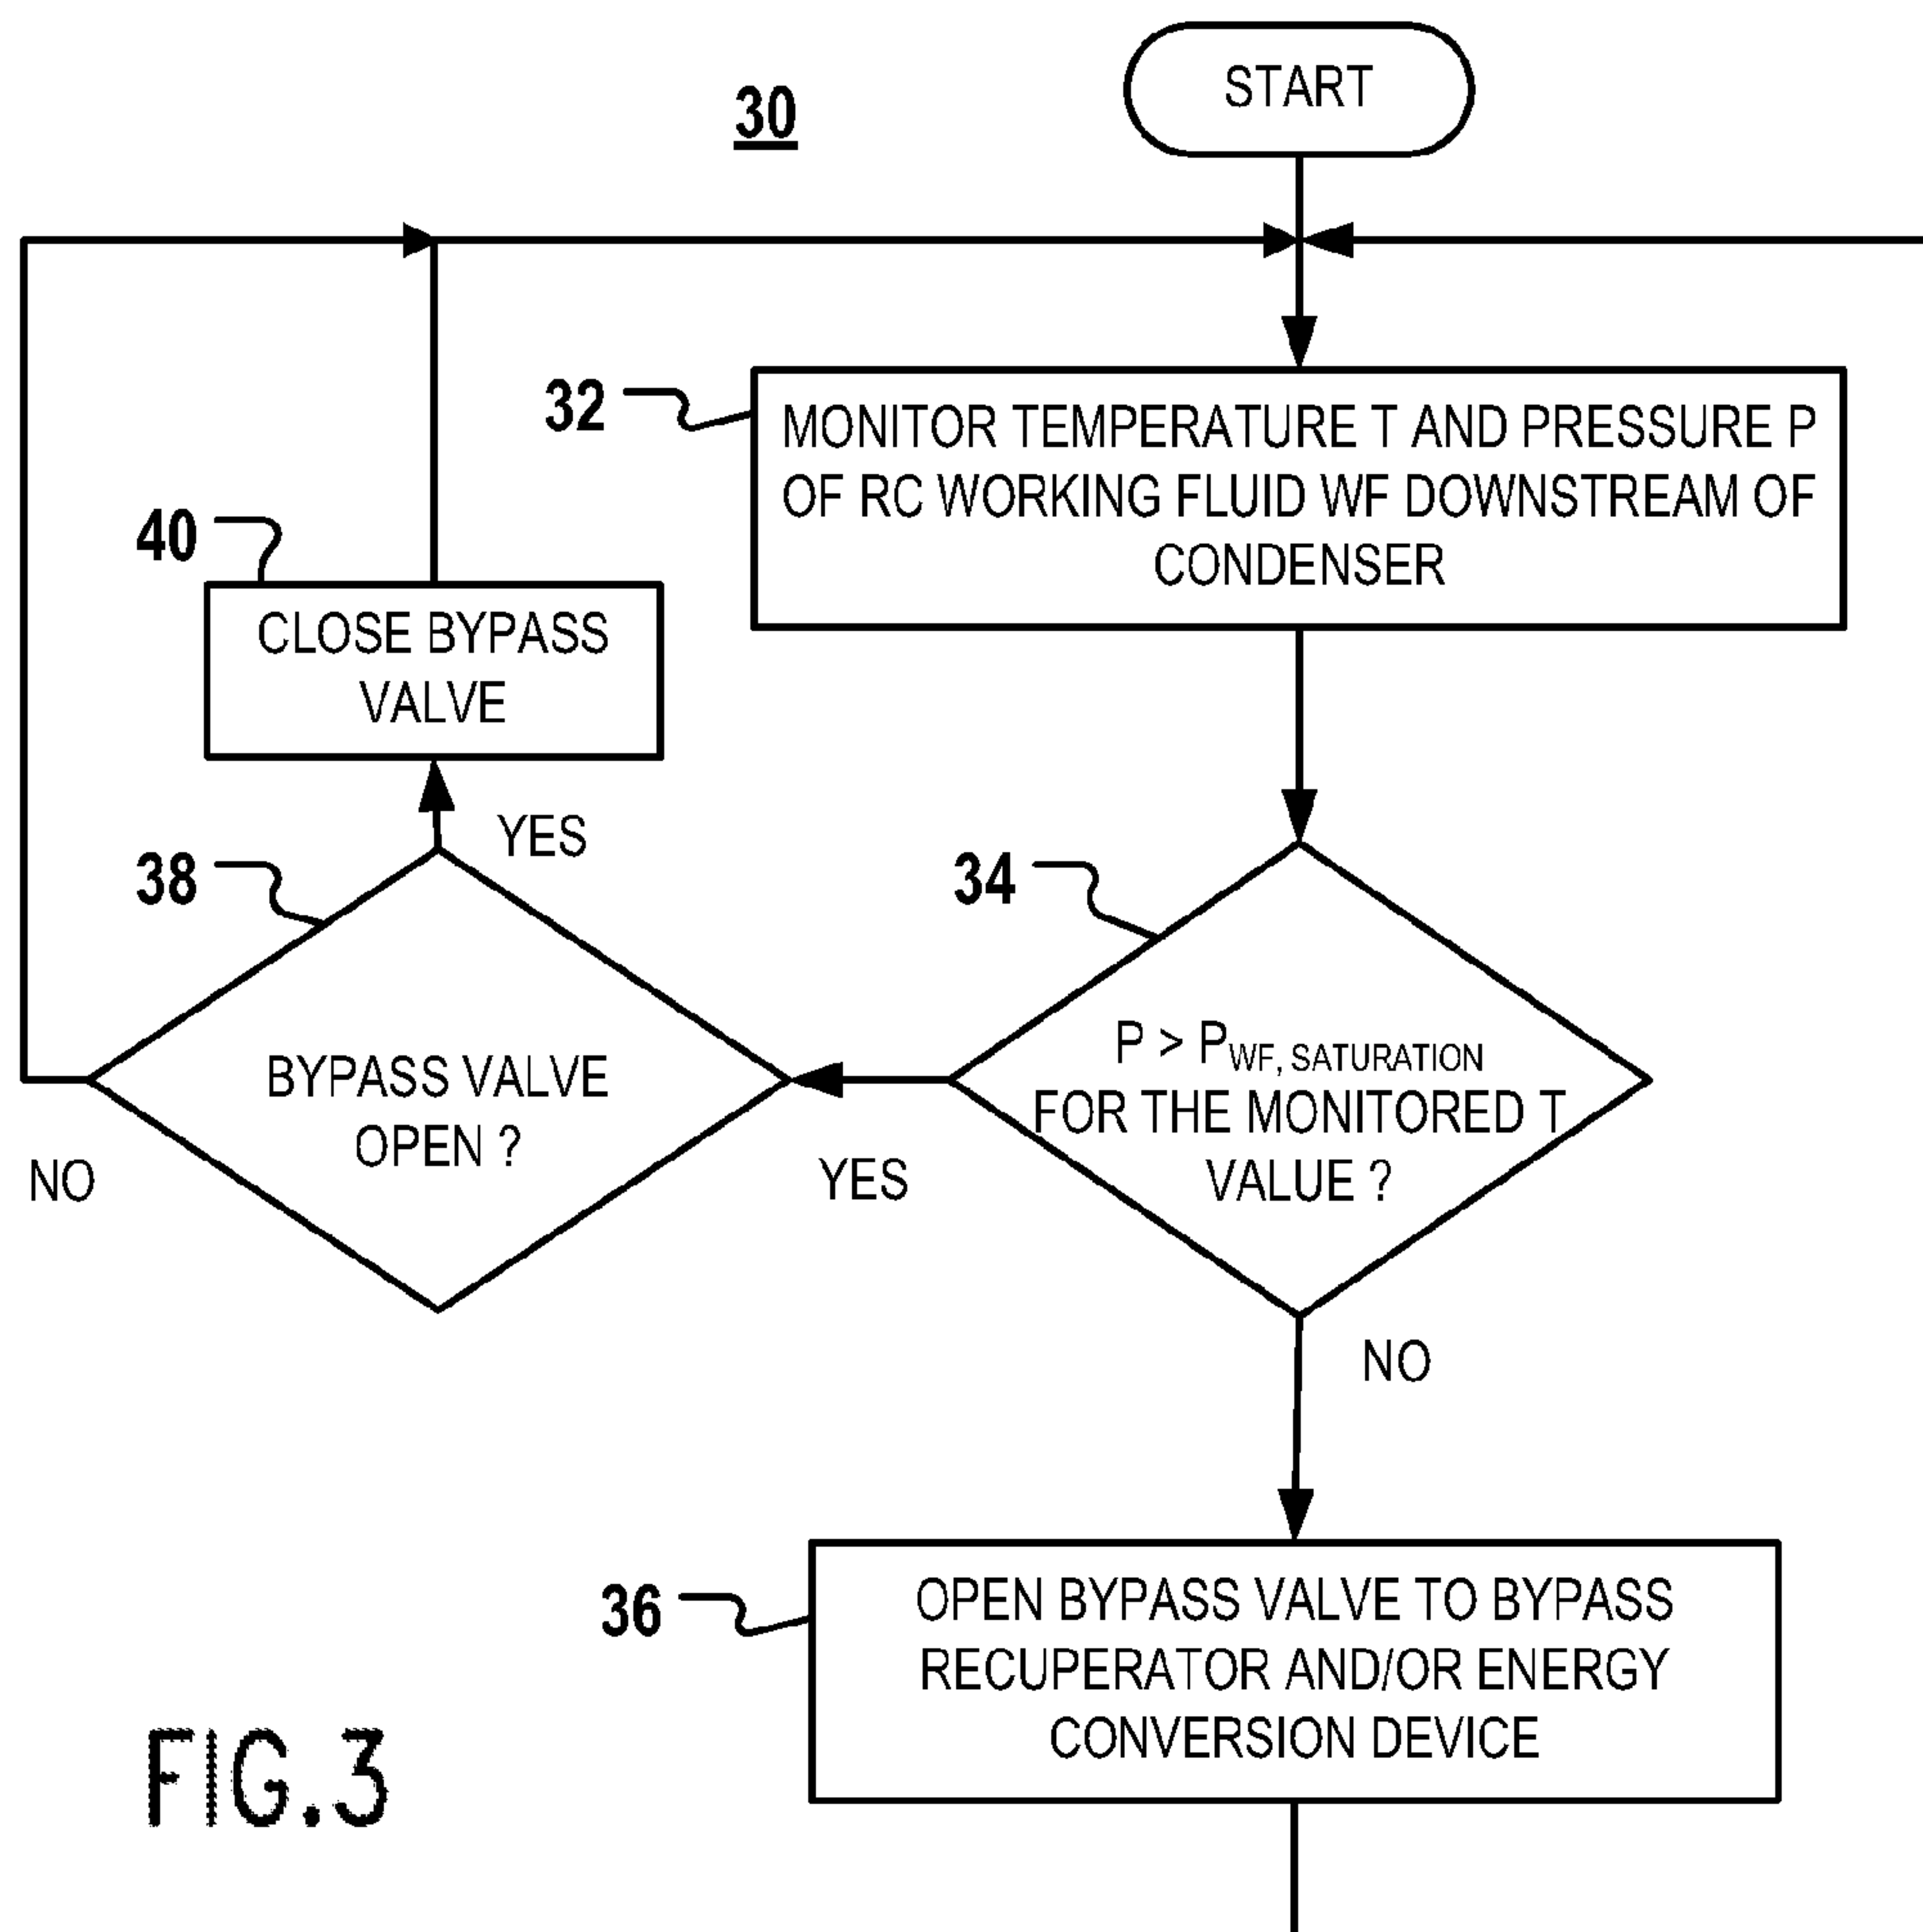 START
30
32
MONITOR TEMPERATURE T AND PRESSURE P
OF RC WORKING FLUID WF DOWNSTREAM OF
CONDENSER
40
CLOSE BYPASS
VALVE
YES
38
34
BYPASS VALVE
OPEN ?
P > PWF, SATURATION
FOR THE MONITORED T
VALUE ?
NO
YES
NO
36
OPEN BYPASS VALVE TO BYPASS
RECUPERATOR AND/OR ENERGY
CONVERSION DEVICE
FIG.3